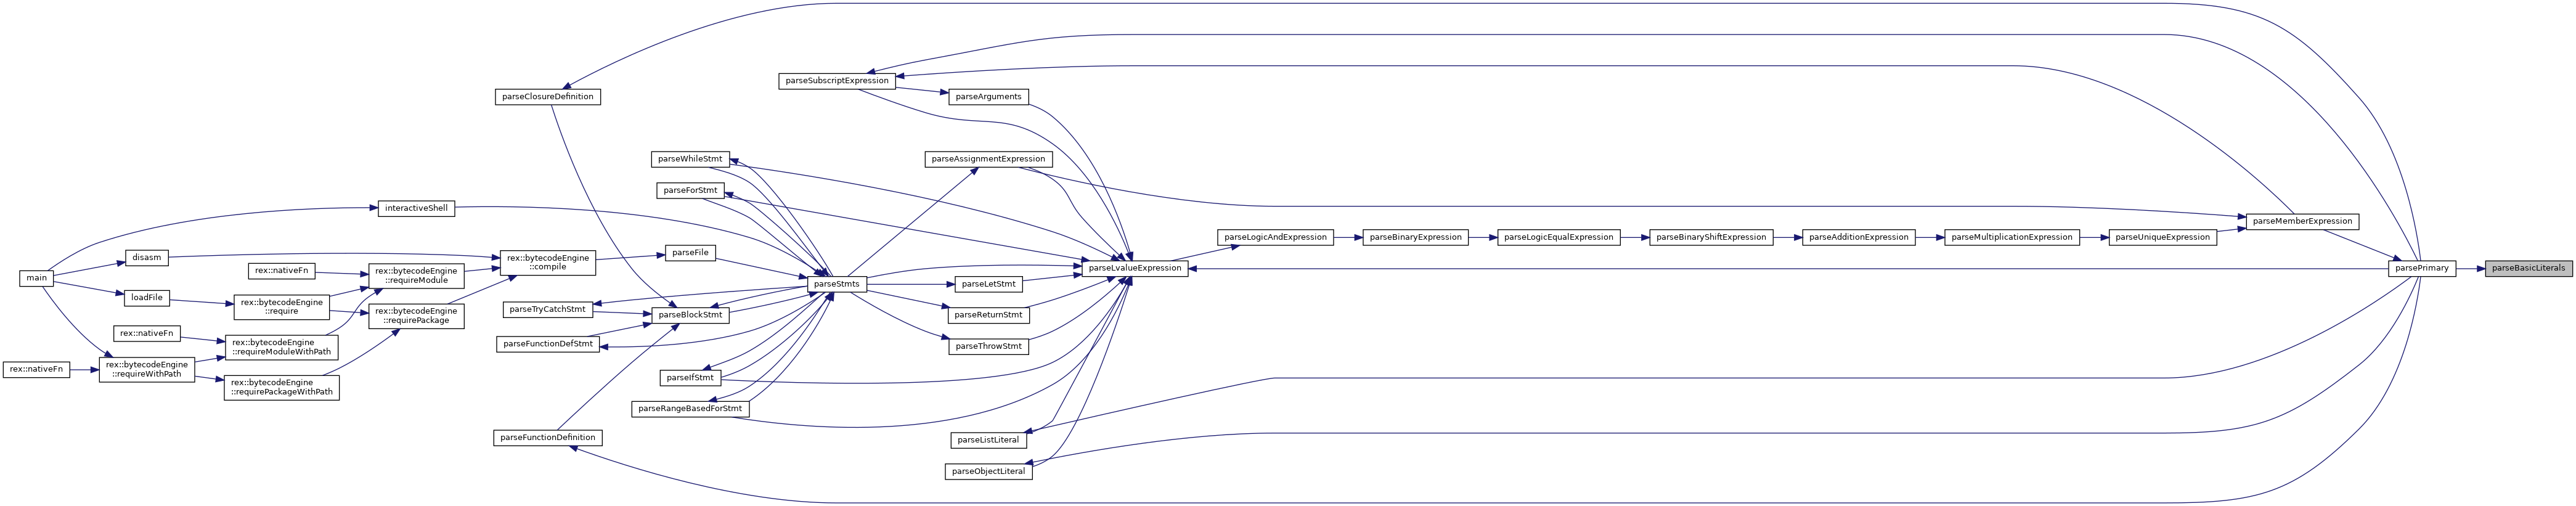 main
rex::nativeFn
disasm
loadFile
rex::nativeFn
rex::bytecodeEngine
::requireWithPath
rex::nativeFn
rex::bytecodeEngine
::require
rex::bytecodeEngine
::requireModuleWithPath
rex::bytecodeEngine
::requirePackageWithPath
interactiveShell
rex::bytecodeEngine
::requireModule
rex::bytecodeEngine
::requirePackage
parseClosureDefinition
rex::bytecodeEngine
::compile
parseTryCatchStmt
parseFunctionDefStmt
parseFunctionDefinition
parseWhileStmt
parseForStmt
parseFile
parseBlockStmt
parseIfStmt
parseRangeBasedForStmt
parseSubscriptExpression
parseStmts
parseArguments
parseAssignmentExpression
parseLetStmt
parseReturnStmt
parseThrowStmt
parseListLiteral
parseObjectLiteral
parseLvalueExpression
parseLogicAndExpression
parseBinaryExpression
parseLogicEqualExpression
parseBinaryShiftExpression
parseAdditionExpression
parseMultiplicationExpression
parseUniqueExpression
parseMemberExpression
parsePrimary
parseBasicLiterals